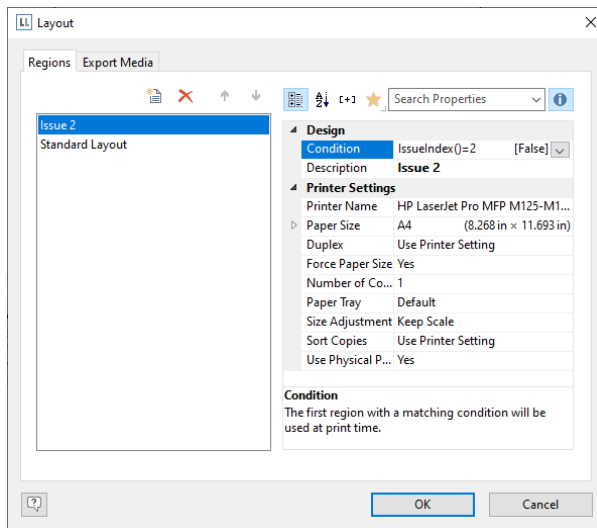 LL Layout
Regions Export Media
Search Properties
Issue 2
Standard Layout
Design
Condition IssueIndex()=2 [False]
Description Issue 2
Printer Settings
Printer Name HP LaserJet Pro MFP M125-M1...
Paper Size A4 (8.268 in × 11.693 in)
Duplex Use Printer Setting
Force Paper Size Yes
Number of Co... 1
Paper Tray Default
Size Adjustment Keep Scale
Sort Copies Use Printer Setting
Use Physical P... Yes
Condition
The first region with a matching condition will be
used at print time.
OK Cancel